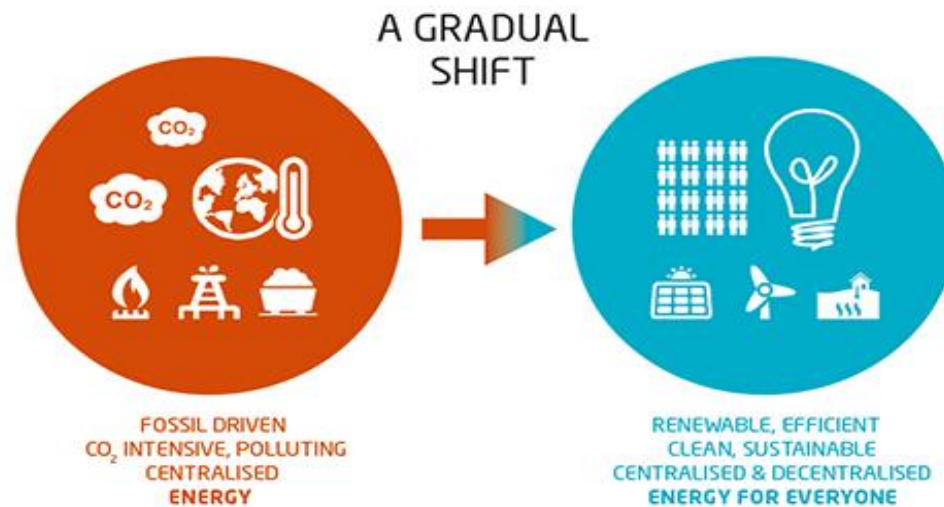 A GRADUAL
SHIFT
CO₂
CO₂
FOSSIL DRIVEN
CO₂ INTENSIVE, POLLUTING
CENTRALISED
ENERGY
RENEWABLE, EFFICIENT
CLEAN, SUSTAINABLE
CENTRALISED & DECENTRALISED
ENERGY FOR EVERYONE